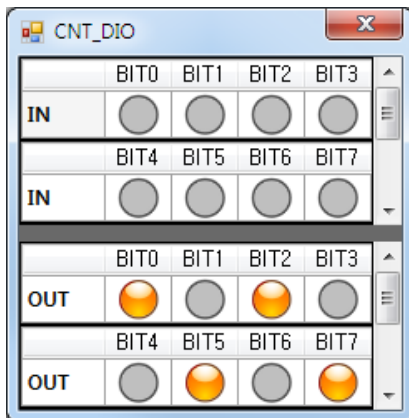 CNT_DIO
BIT0 BIT1 BIT2 BIT3
IN
BIT4 BIT5 BIT6 BIT7
IN
BIT0 BIT1 BIT2 BIT3
OUT
BIT4 BIT5 BIT6 BIT7
OUT